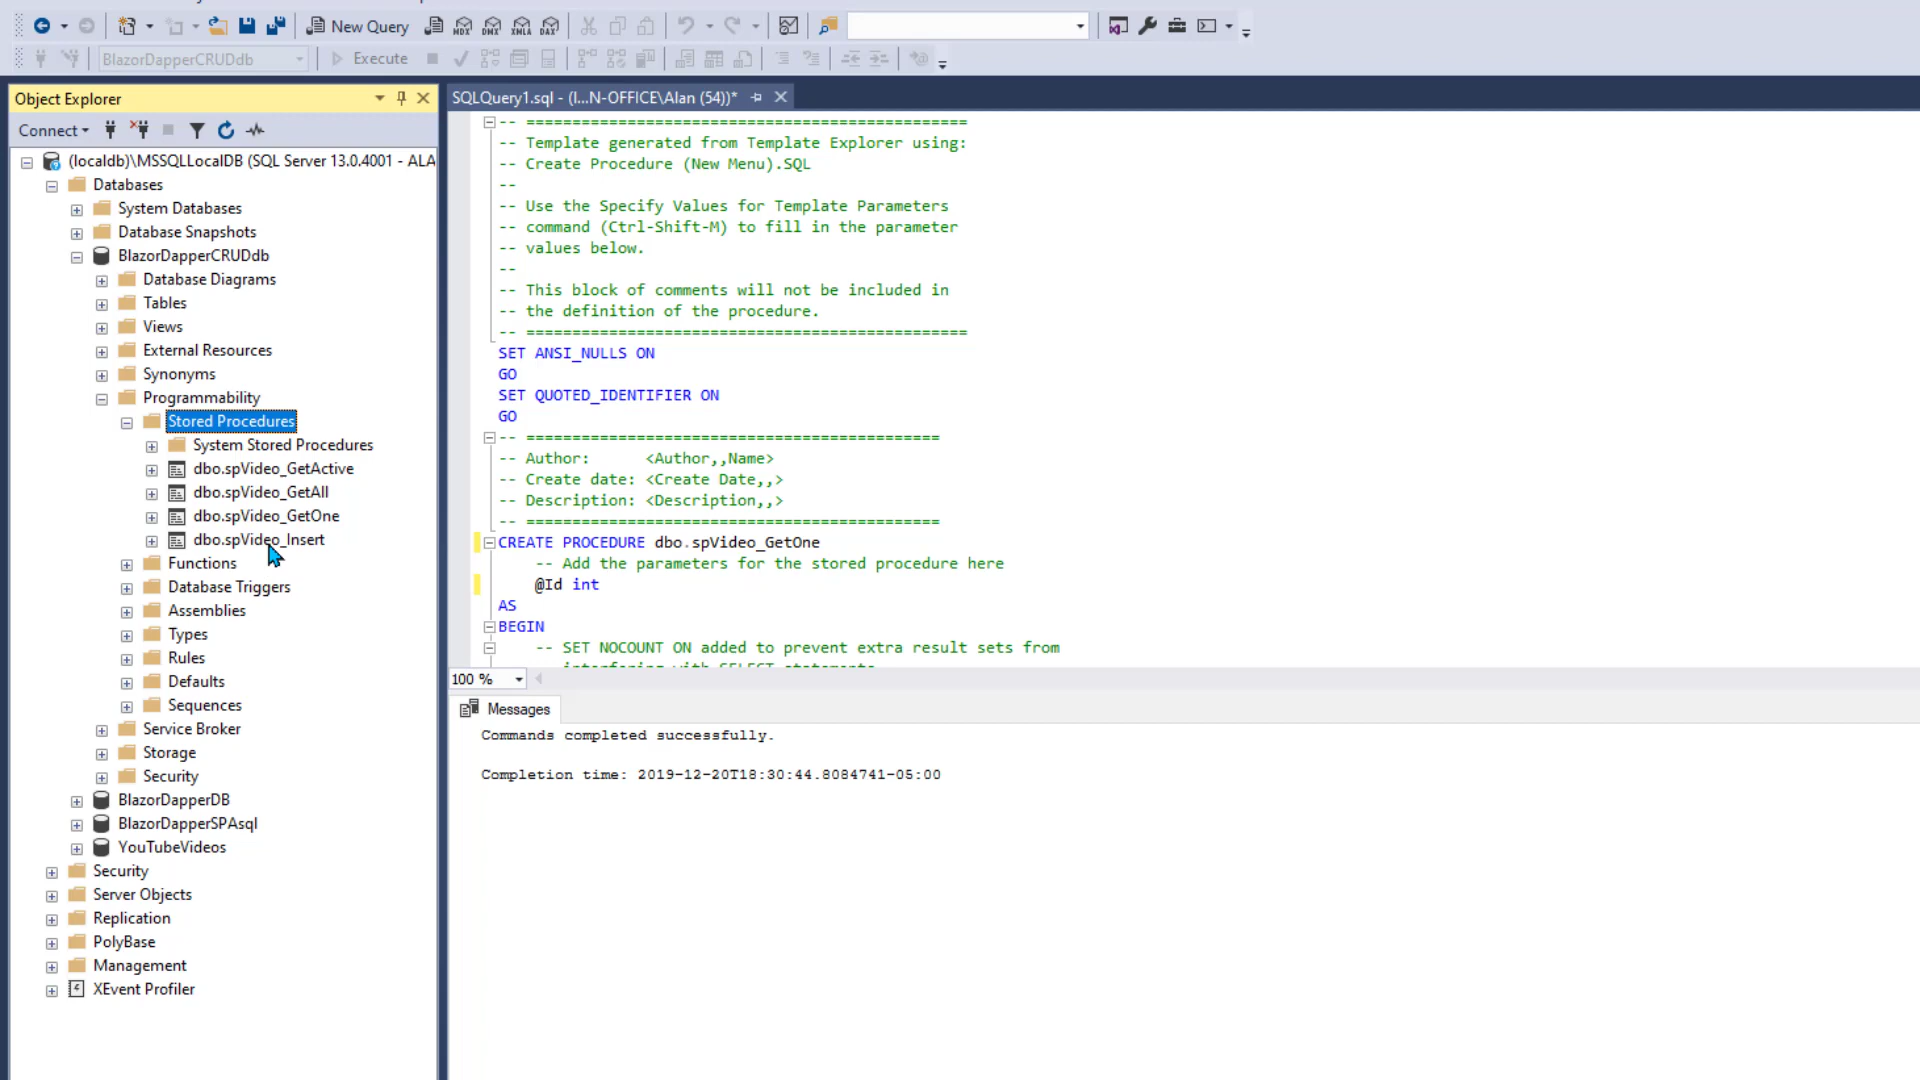 New Query
MDX
DMX
XMLA
DAX
BlazorDapperCRUDdb
Execute
Object Explorer
Connect
(localdb)\MSSQLLocalDB (SQL Server 13.0.4001 - ALA
Databases
System Databases
Database Snapshots
BlazorDapperCRUDdb
Database Diagrams
Tables
Views
External Resources
Synonyms
Programmability
Stored Procedures
System Stored Procedures
dbo.spVideo_GetActive
dbo.spVideo_GetAll
dbo.spVideo_GetOne
dbo.spVideo_Insert
Functions
Database Triggers
Assemblies
Types
Rules
Defaults
Sequences
Service Broker
Storage
Security
BlazorDapperDB
BlazorDapperSPAsql
YouTubeVideos
Security
Server Objects
Replication
PolyBase
Management
XEvent Profiler
SQLQuery1.sql - (l...N-OFFICE\Alan (54))*
-- ================================================
-- Template generated from Template Explorer using:
-- Create Procedure (New Menu).SQL
--
-- Use the Specify Values for Template Parameters
-- command (Ctrl-Shift-M) to fill in the parameter
-- values below.
--
-- This block of comments will not be included in
-- the definition of the procedure.
-- ================================================
SET ANSI_NULLS ON
GO
SET QUOTED_IDENTIFIER ON
GO
-- =============================================
-- Author:      <Author,,Name>
-- Create date: <Create Date,,>
-- Description: <Description,,>
-- =============================================
CREATE PROCEDURE dbo.spVideo_GetOne
-- Add the parameters for the stored procedure here
@Id int
AS
BEGIN
-- SET NOCOUNT ON added to prevent extra result sets from
-- interfering with SELECT statements.
100 %
Messages
Commands completed successfully.
Completion time: 2019-12-20T18:30:44.8084741-05:00